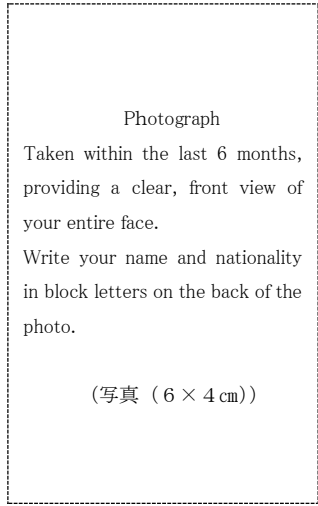 Photograph
Taken within the last 6 months,
providing a clear, front view of
your entire face.
Write your name and nationality
in block letters on the back of the
photo.
(写真（６×４㎝）)